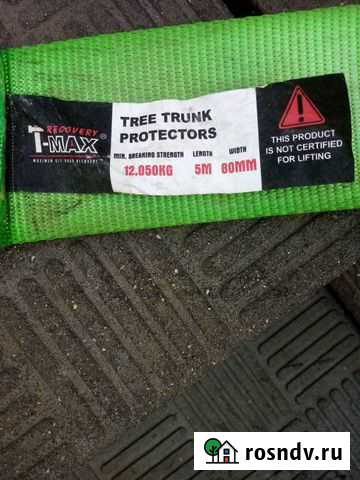 RECOVERY
T-MAX®
MAXIMUM OFF ROAD RECOVERY
TREE TRUNK
PROTECTORS
MIN. BREAKING STRENGTH LENGTH WIDTH
12.050KG 5M 80MM
THIS PRODUCT
IS NOT CERTIFIED
FOR LIFTING
rosndv.ru